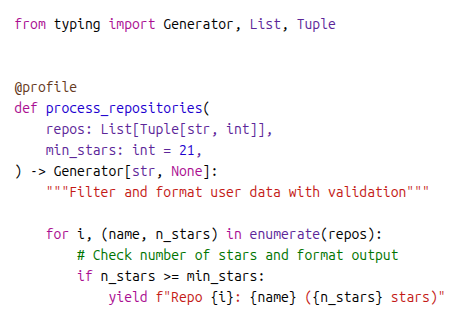 from typing import Generator, List, Tuple
@profile
def process_repositories(
    repos: List[Tuple[str, int]],
    min_stars: int = 21,
) -> Generator[str, None]:
    """Filter and format user data with validation"""
    for i, (name, n_stars) in enumerate(repos):
        # Check number of stars and format output
        if n_stars >= min_stars:
            yield f"Repo {i}: {name} ({n_stars} stars)"